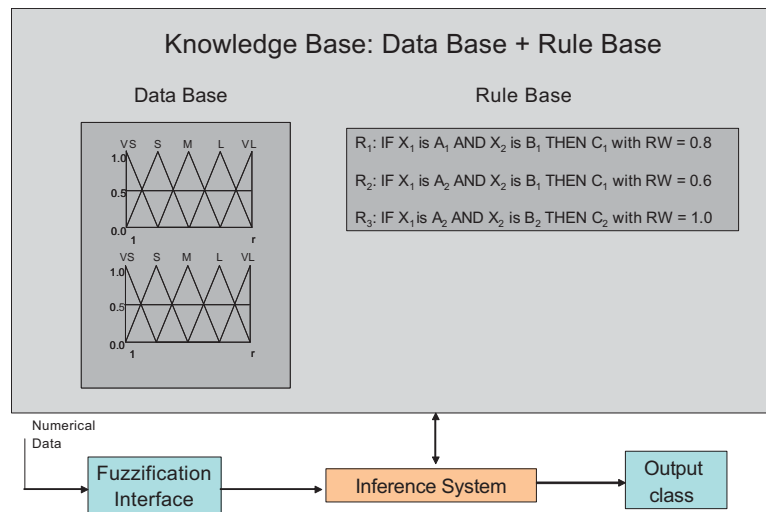 Knowledge Base: Data Base + Rule Base
Data Base
Rule Base
VS S M L VL
1.0
0.5
0.0
1 r
VS S M L VL
1.0
0.5
0.0
1 r
R₁: IF X₁ is A₁ AND X₂ is B₁ THEN C₁ with RW = 0.8
R₂: IF X₁ is A₂ AND X₂ is B₁ THEN C₁ with RW = 0.6
R₃: IF X₁is A₂ AND X₂ is B₂ THEN C₂ with RW = 1.0
Numerical
Data
Fuzzification
Interface
Inference System
Output
class